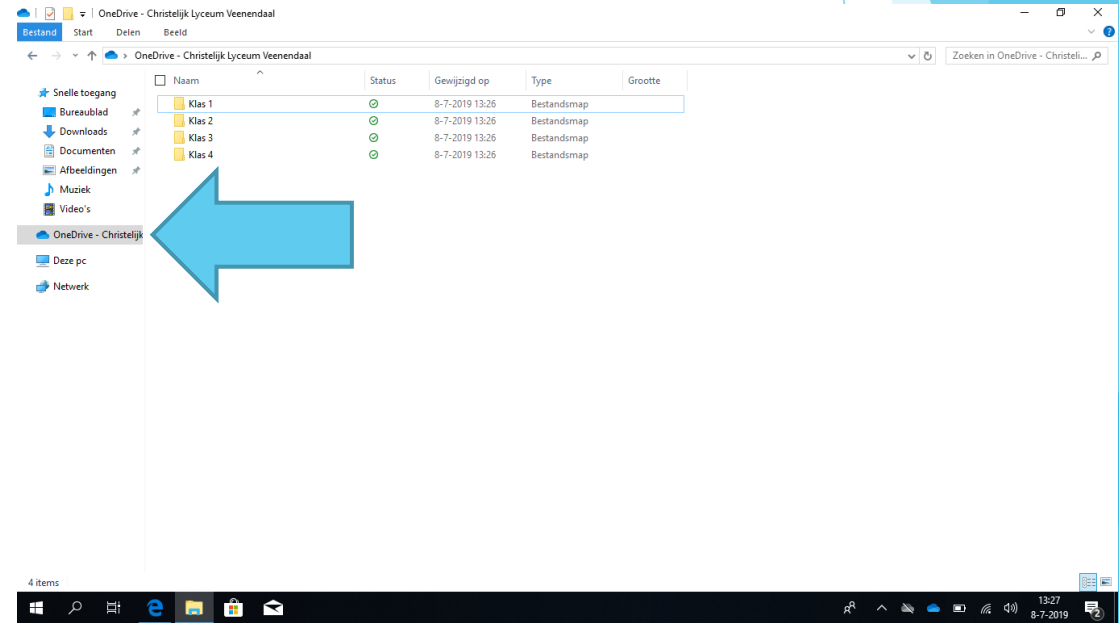 OneDrive - Christelijk Lyceum Veenendaal
Bestand Start Delen Beeld
OneDrive - Christelijk Lyceum Veenendaal
Zoeken in OneDrive - Christeli...
Naam Status Gewijzigd op Type Grootte
Klas 1 8-7-2019 13:26 Bestandsmap
Klas 2 8-7-2019 13:26 Bestandsmap
Klas 3 8-7-2019 13:26 Bestandsmap
Klas 4 8-7-2019 13:26 Bestandsmap
Snelle toegang
Bureaublad
Downloads
Documenten
Afbeeldingen
Muziek
Video's
OneDrive - Christelijk
Deze pc
Netwerk
4 items
13:27
8-7-2019
2